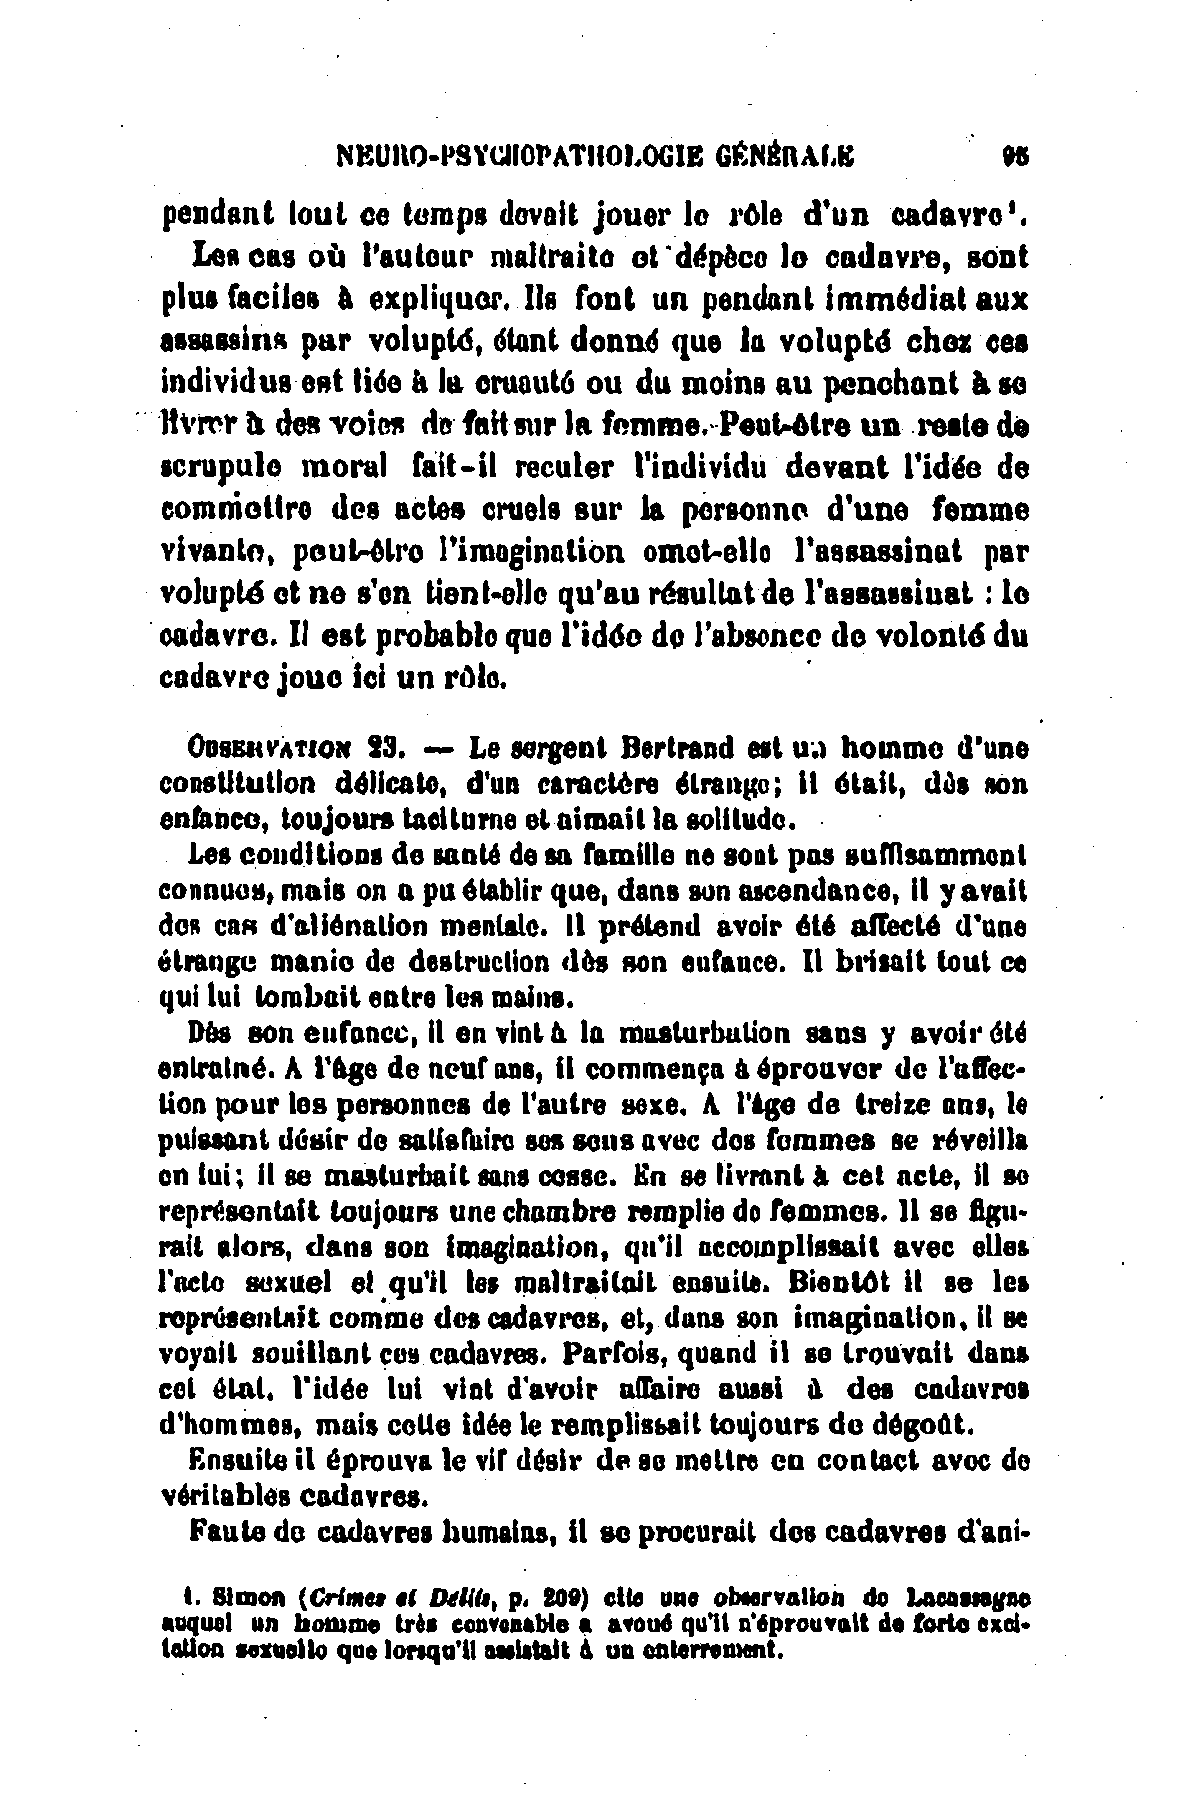 NEURO-PSYCHOPATHOLOGIE GÉNÉRALE 95
pendant tout ce temps devait jouer le rôle d'un cadavre¹.
Les cas où l'auteur maltraite et dépèce le cadavre, sont
plus faciles à expliquer. Ils font un pendant immédiat aux
assassins par volupté, étant donné que la volupté chez ces
individus est liée à la cruauté ou du moins au penchant à se
livrer à des voies de fait sur la femme. Peut-être un reste de
scrupule moral fait-il reculer l'individu devant l'idée de
commettre des actes cruels sur la personne d'une femme
vivante, peut-être l'imagination omet-elle l'assassinat par
volupté et ne s'en tient-elle qu'au résultat de l'assassinat : le
cadavre. Il est probable que l'idée de l'absence de volonté du
cadavre joue ici un rôle.
OBSERVATION 23. — Le sergent Bertrand est un homme d'une
constitution délicate, d'un caractère étrange; il était, dès son
enfance, toujours taciturne et aimait la solitude.
Les conditions de santé de sa famille ne sont pas suffisamment
connues, mais on a pu établir que, dans son ascendance, il y avait
des cas d'aliénation mentale. Il prétend avoir été affecté d'une
étrange manie de destruction dès son enfance. Il brisait tout ce
qui lui tombait entre les mains.
Dès son enfance, il en vint à la masturbation sans y avoir été
entraîné. A l'âge de neuf ans, il commença à éprouver de l'affec-
tion pour les personnes de l'autre sexe. A l'âge de treize ans, le
puissant désir de satisfaire ses sens avec des femmes se réveilla
en lui; il se masturbait sans cesse. En se livrant à cet acte, il se
représentait toujours une chambre remplie de femmes. Il se figu-
rait alors, dans son imagination, qu'il accomplissait avec elles
l'acte sexuel et qu'il les maltraitait ensuite. Bientôt il se les
représentait comme des cadavres, et, dans son imagination, il se
voyait souillant ces cadavres. Parfois, quand il se trouvait dans
cet état, l'idée lui vint d'avoir affaire aussi à des cadavres
d'hommes, mais cette idée le remplissait toujours de dégoût.
Ensuite il éprouva le vif désir de se mettre en contact avec de
véritables cadavres.
Faute de cadavres humains, il se procurait des cadavres d'ani-
1. Simon (Crimes et Délits, p. 209) cite une observation de Lacassagne
auquel un homme très convenable a avoué qu'il n'éprouvait de forte exci-
tation sexuelle que lorsqu'il assistait à un enterrement.